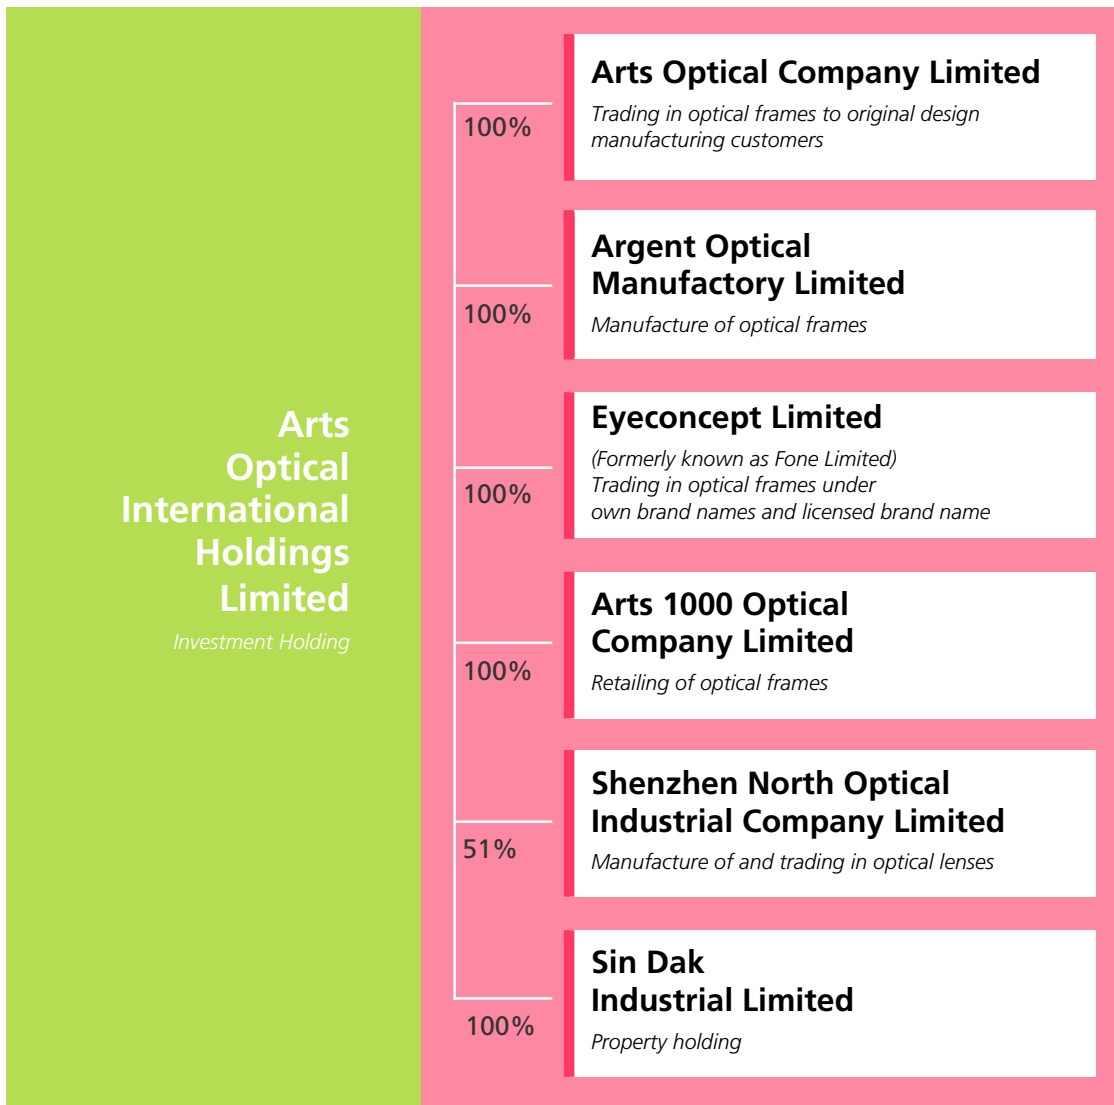 Arts
Optical
International
Holdings
Limited
Investment Holding
100%
Arts Optical Company Limited
Trading in optical frames to original design
manufacturing customers
100%
Argent Optical
Manufactory Limited
Manufacture of optical frames
100%
Eyeconcept Limited
(Formerly known as Fone Limited)
Trading in optical frames under
own brand names and licensed brand name
100%
Arts 1000 Optical
Company Limited
Retailing of optical frames
51%
Shenzhen North Optical
Industrial Company Limited
Manufacture of and trading in optical lenses
100%
Sin Dak
Industrial Limited
Property holding